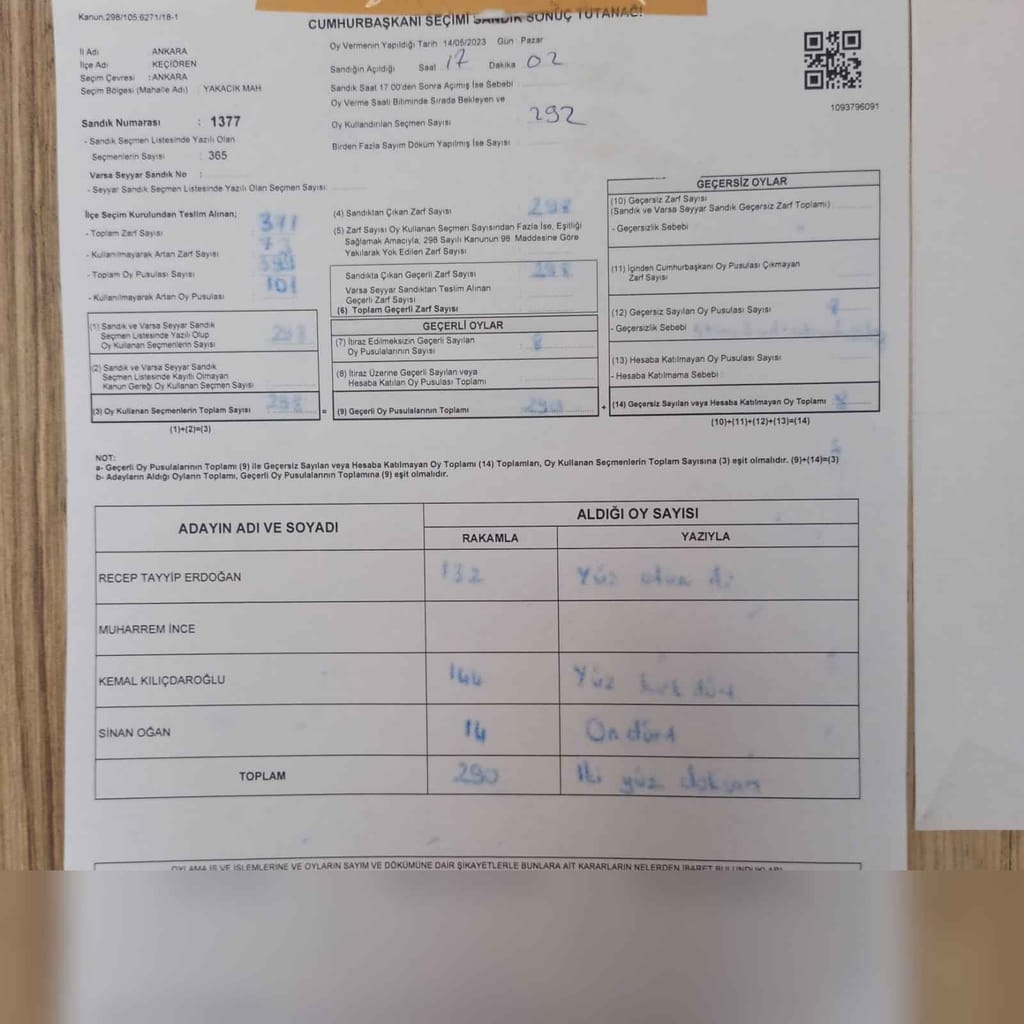 Kanun.298/105.6271/18-1
CUMHURBAŞKANI SEÇİMİ SANDIK SONUÇ TUTANAĞI
İl Adı ANKARA
İlçe Adı KEÇİÖREN
Seçim Çevresi : ANKARA
Seçim Bölgesi (Mahalle Adı) : YAKACIK MAH
Sandık Numarası : 1377
- Sandık Seçmen Listesinde Yazılı Olan
Seçmenlerin Sayısı : 365
Varsa Seyyar Sandık No :
- Seyyar Sandık Seçmen Listesinde Yazılı Olan Seçmen Sayısı:
Oy Vermenin Yapıldığı Tarih 14/05/2023 Gün : Pazar
Sandığın Açıldığı Saat 17 Dakika 02
Sandık Saat 17 00'den Sonra Açımış İse Sebebi
Oy Verme Saati Bitiminde Sırada Bekleyen ve
Oy Kullandırılan Seçmen Sayısı 292
Birden Fazla Sayım Döküm Yapılmış İse Sayısı
1093796091
İlçe Seçim Kurulundan Teslim Alınan;
- Toplam Zarf Sayısı
- Kullanılmayarak Artan Zarf Sayısı
- Toplam Oy Pusulası Sayısı
- Kullanılmayarak Artan Oy Pusulası 101
(1) Sandık ve Varsa Seyyar Sandık
Seçmen Listesinde Yazılı Olup
Oy Kullanan Seçmenlerin Sayısı
(2) Sandık ve Varsa Seyyar Sandık
Seçmen Listesinde Kayıtlı Olmayan
Kanun Gereği Oy Kullanan Seçmen Sayısı
(3) Oy Kullanan Seçmenlerin Toplam Sayısı 298 =
(1)+(2)=(3)
(4) Sandıktan Çıkan Zarf Sayısı 298
(5) Zarf Sayısı Oy Kullanan Seçmen Sayısından Fazla İse, Eşitliği
Sağlamak Amacıyla, 298 Sayılı Kanunun 98. Maddesine Göre
Yakılarak Yok Edilen Zarf Sayısı
Sandıkta Çıkan Geçerli Zarf Sayısı 298
Varsa Seyyar Sandıktan Teslim Alınan
Geçerli Zarf Sayısı
(6) Toplam Geçerli Zarf Sayısı
GEÇERLİ OYLAR
(7) İtiraz Edilmeksizin Geçerli Sayılan
Oy Pusulalarının Sayısı 8
(8) İtiraz Üzerine Geçerli Sayılan veya
Hesaba Katılan Oy Pusulası Toplamı
(9) Geçerli Oy Pusulalarının Toplamı 290 +
GEÇERSİZ OYLAR
(10) Geçersiz Zarf Sayısı
(Sandık ve Varsa Seyyar Sandık Geçersiz Zarf Toplamı)
- Geçersizlik Sebebi
(11) İçinden Cumhurbaşkanı Oy Pusulası Çıkmayan
Zarf Sayısı
(12) Geçersiz Sayılan Oy Pusulası Sayısı 8
- Geçersizlik Sebebi
(13) Hesaba Katılmayan Oy Pusulası Sayısı
- Hesaba Katılmama Sebebi
(14) Geçersiz Sayılan veya Hesaba Katılmayan Oy Toplamı 8
(10)+(11)+(12)+(13)=(14)
NOT:
a- Geçerli Oy Pusulalarının Toplamı (9) ile Geçersiz Sayılan veya Hesaba Katılmayan Oy Toplamı (14) Toplamları, Oy Kullanan Seçmenlerin Toplam Sayısına (3) eşit olmalıdır. (9)+(14)=(3)
b- Adayların Aldığı Oyların Toplamı, Geçerli Oy Pusulalarının Toplamına (9) eşit olmalıdır.
ADAYIN ADI VE SOYADI ALDIĞI OY SAYISI
RAKAMLA YAZIYLA
RECEP TAYYİP ERDOĞAN 132 Yüz otuz iki
MUHARREM İNCE
KEMAL KILIÇDAROĞLU 144 Yüz kırk dört
SİNAN OĞAN 14 On dört
TOPLAM 290 İki yüz doksan
OYLAMA İŞ VE İŞLEMLERİNE VE OYLARIN SAYIM VE DÖKÜMÜNE DAİR ŞİKAYETLERLE BUNLARA AİT KARARLARIN NELERDEN İBARET BULUNDUKLARI